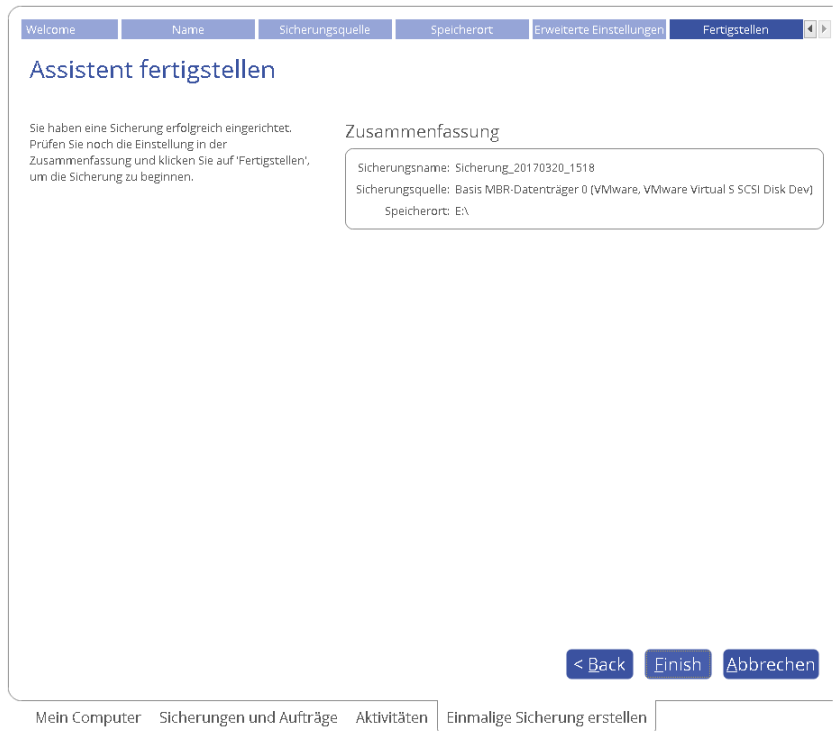 Welcome Name Sicherungsquelle Speicherort Erweiterte Einstellungen Fertigstellen
Assistent fertigstellen
Sie haben eine Sicherung erfolgreich eingerichtet.
Prüfen Sie noch die Einstellung in der
Zusammenfassung und klicken Sie auf 'Fertigstellen',
um die Sicherung zu beginnen.
Zusammenfassung
Sicherungsname: Sicherung_20170320_1518
Sicherungsquelle: Basis MBR-Datenträger 0 (VMware, VMware Virtual S SCSI Disk Dev)
Speicherort: E:\
< Back Finish Abbrechen
Mein Computer Sicherungen und Aufträge Aktivitäten Einmalige Sicherung erstellen